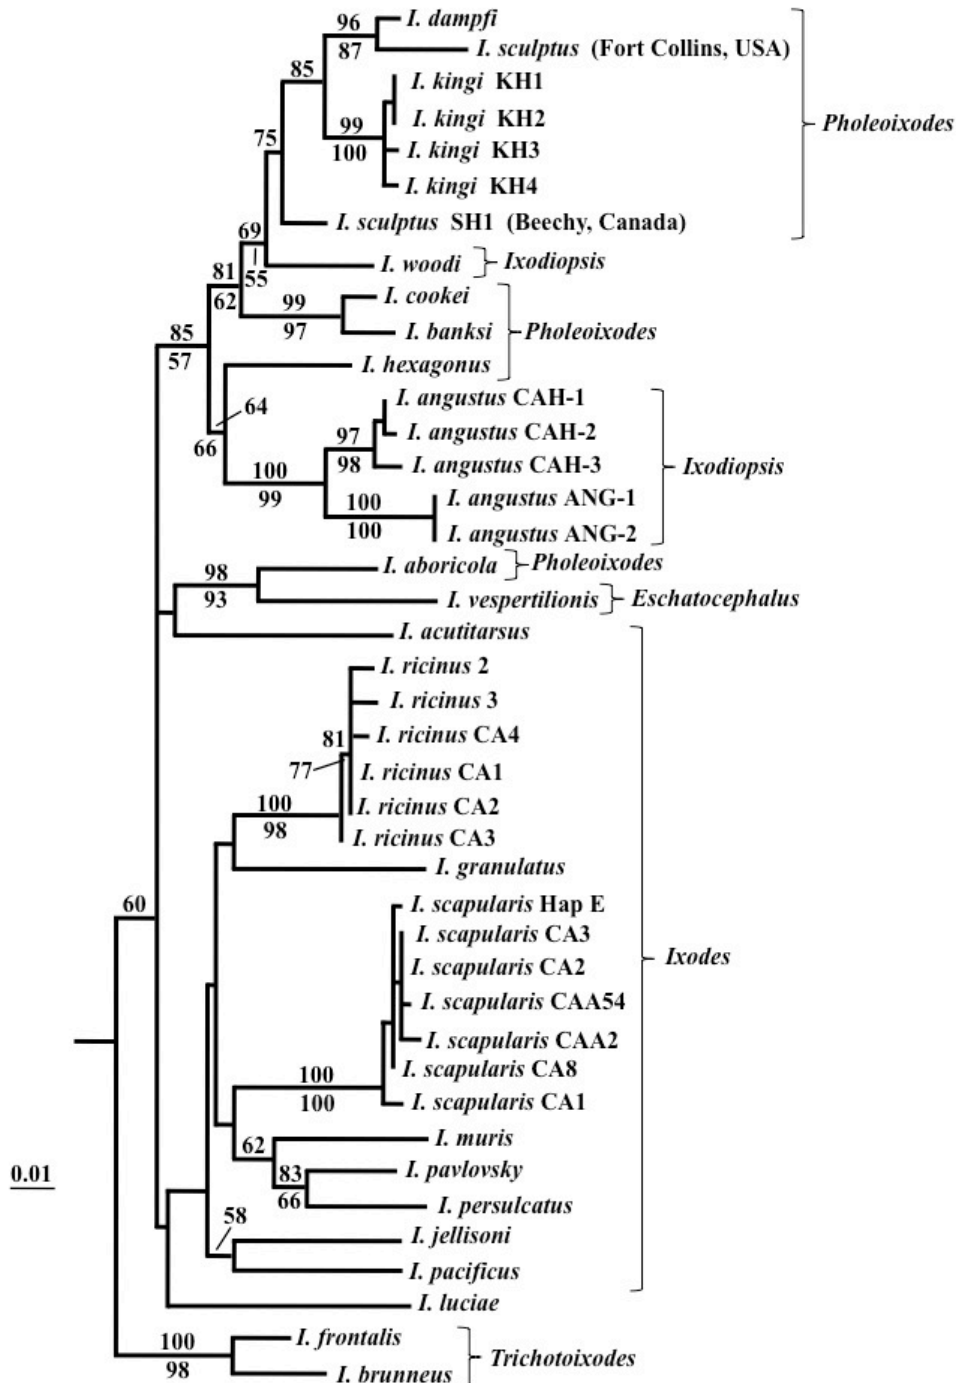 96
I. dampfi
87
I. sculptus (Fort Collins, USA)
85
I. kingi KH1
I. kingi KH2
Pholeoixodes
99
100
I. kingi KH3
75
I. kingi KH4
I. sculptus SH1 (Beechy, Canada)
69
55
I. woodi
Ixodiopsis
81
62
99
97
I. cookei
I. banksi
Pholeoixodes
85
57
I. hexagonus
64
66
I. angustus CAH-1
97
98
I. angustus CAH-2
I. angustus CAH-3
Ixodiopsis
100
99
100
100
I. angustus ANG-1
I. angustus ANG-2
98
93
I. aboricola
Pholeoixodes
I. vespertilionis
Eschatocephalus
I. acutitarsus
I. ricinus 2
I. ricinus 3
81
I. ricinus CA4
77
I. ricinus CA1
100
98
I. ricinus CA2
I. ricinus CA3
I. granulatus
60
I. scapularis Hap E
I. scapularis CA3
Ixodes
I. scapularis CA2
I. scapularis CAA54
I. scapularis CAA2
I. scapularis CA8
100
100
I. scapularis CA1
62
I. muris
0.01
83
66
I. pavlovsky
I. persulcatus
58
I. jellisoni
I. pacificus
I. luciae
100
98
I. frontalis
Trichotoixodes
I. brunneus